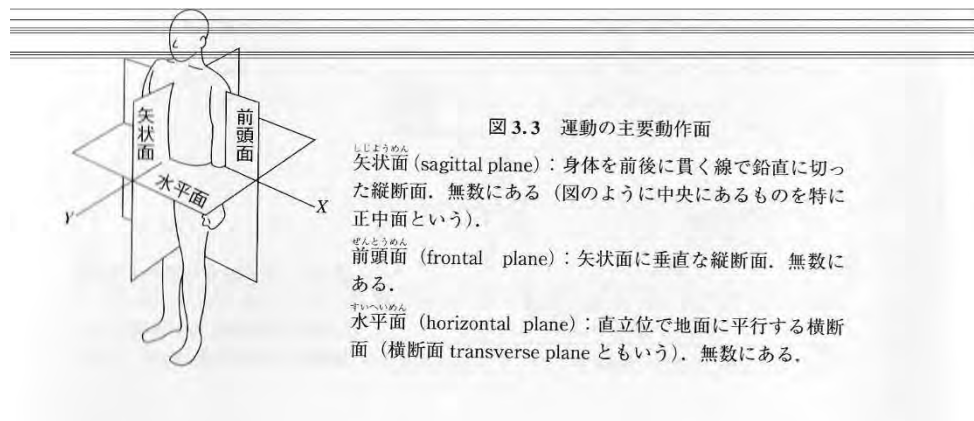 矢状面
前頭面
水平面
X
Y
図 3.3 運動の主要動作面
しじょうめん
矢状面(sagittal plane):身体を前後に貫く線で鉛直に切っ
た縦断面.無数にある(図のように中央にあるものを特に
正中面という).
ぜんとうめん
前頭面(frontal plane):矢状面に垂直な縦断面.無数に
ある.
すいへいめん
水平面(horizontal plane):直立位で地面に平行する横断
面(横断面 transverse plane ともいう).無数にある.